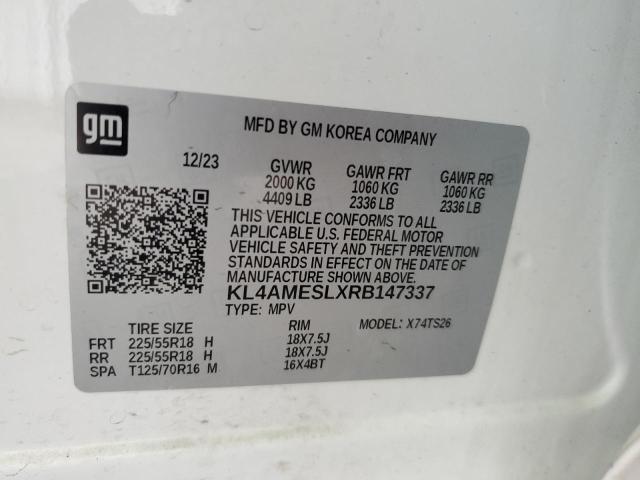 gm
MFD BY GM KOREA COMPANY
12/23 GVWR GAWR FRT GAWR RR
2000 KG 1060 KG 1060 KG
4409 LB 2336 LB 2336 LB
THIS VEHICLE CONFORMS TO ALL
APPLICABLE U.S. FEDERAL MOTOR
VEHICLE SAFETY AND THEFT PREVENTION
STANDARDS IN EFFECT ON THE DATE
OF MANUFACTURE SHOWN ABOVE.
KL4AMESLXRB147337
TYPE: MPV MODEL: X74TS26
TIRE SIZE RIM
FRT 225/55R18 H 18X7.5J
RR 225/55R18 H 18X7.5J
SPA T125/70R16 M 16X4BT